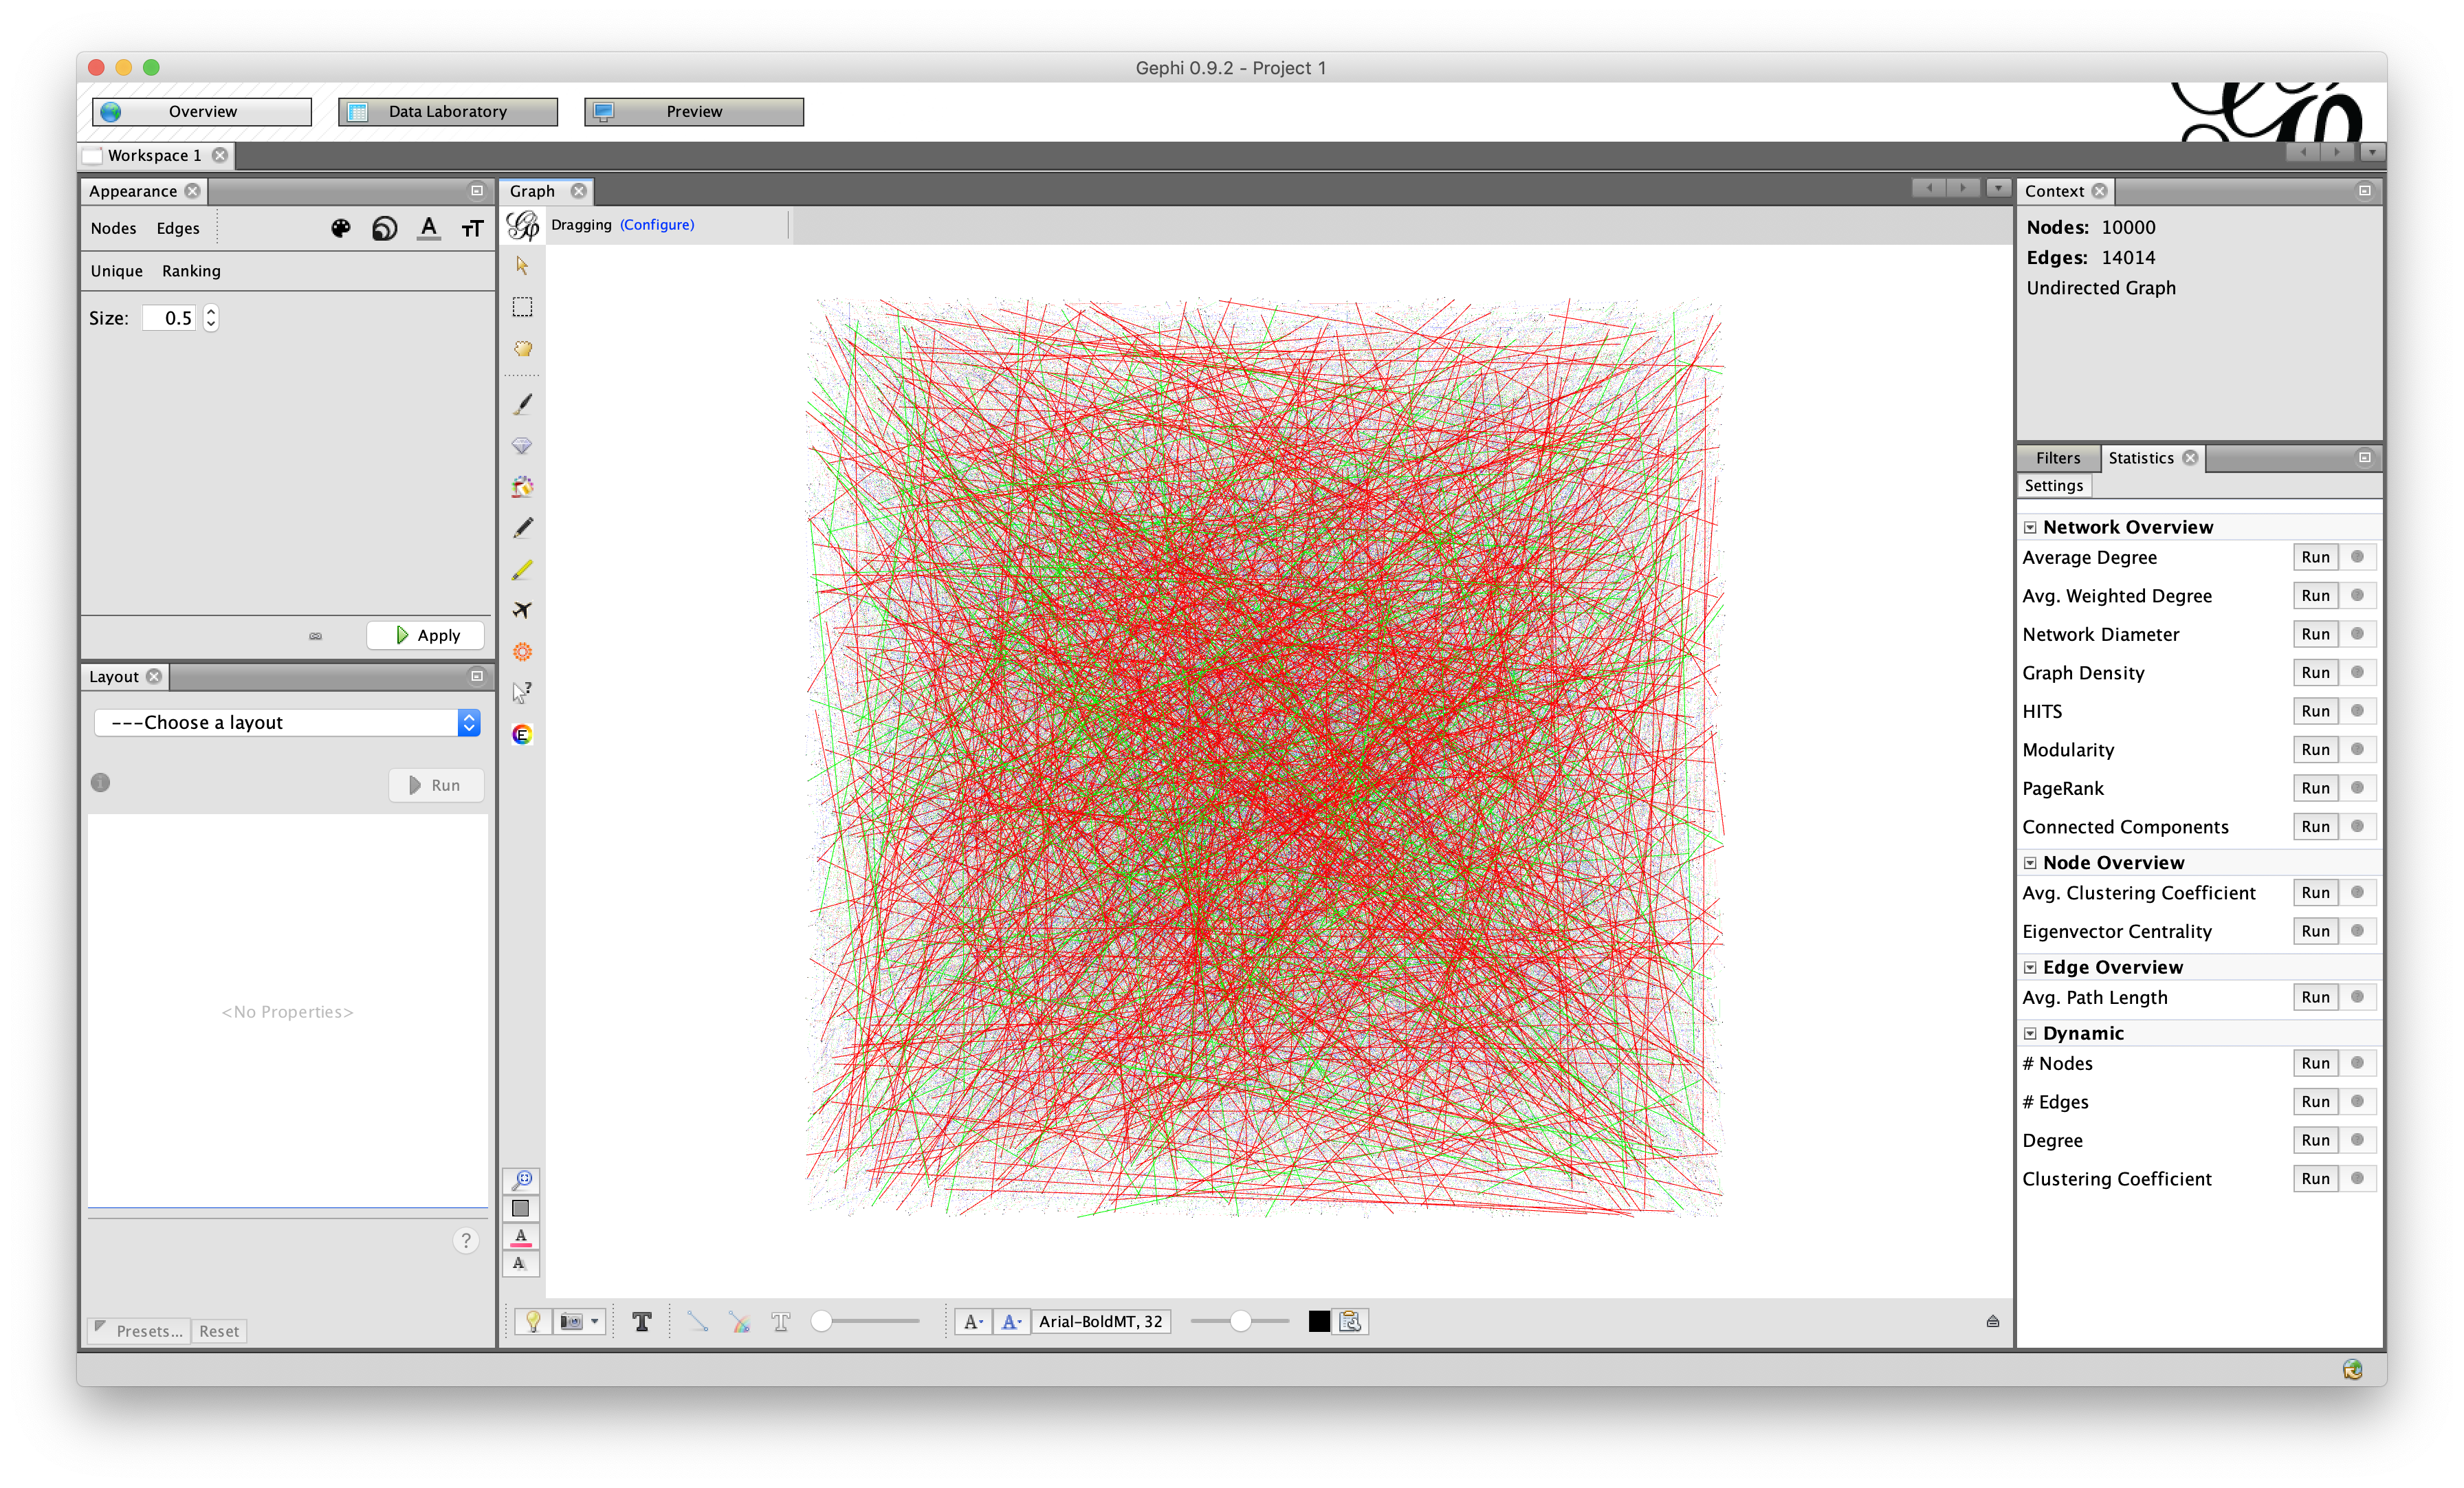 Gephi 0.9.2 - Project 1
Overview
Data Laboratory
Preview
Workspace 1
Appearance
Nodes Edges
Unique Ranking
Size: 0.5
Apply
Layout
---Choose a layout
Run
<No Properties>
Presets...
Reset
Graph
Dragging (Configure)
Arial-BoldMT, 32
Context
Nodes: 10000
Edges: 14014
Undirected Graph
Filters
Statistics
Settings
Network Overview
Average Degree Run
Avg. Weighted Degree Run
Network Diameter Run
Graph Density Run
HITS Run
Modularity Run
PageRank Run
Connected Components Run
Node Overview
Avg. Clustering Coefficient Run
Eigenvector Centrality Run
Edge Overview
Avg. Path Length Run
Dynamic
# Nodes Run
# Edges Run
Degree Run
Clustering Coefficient Run